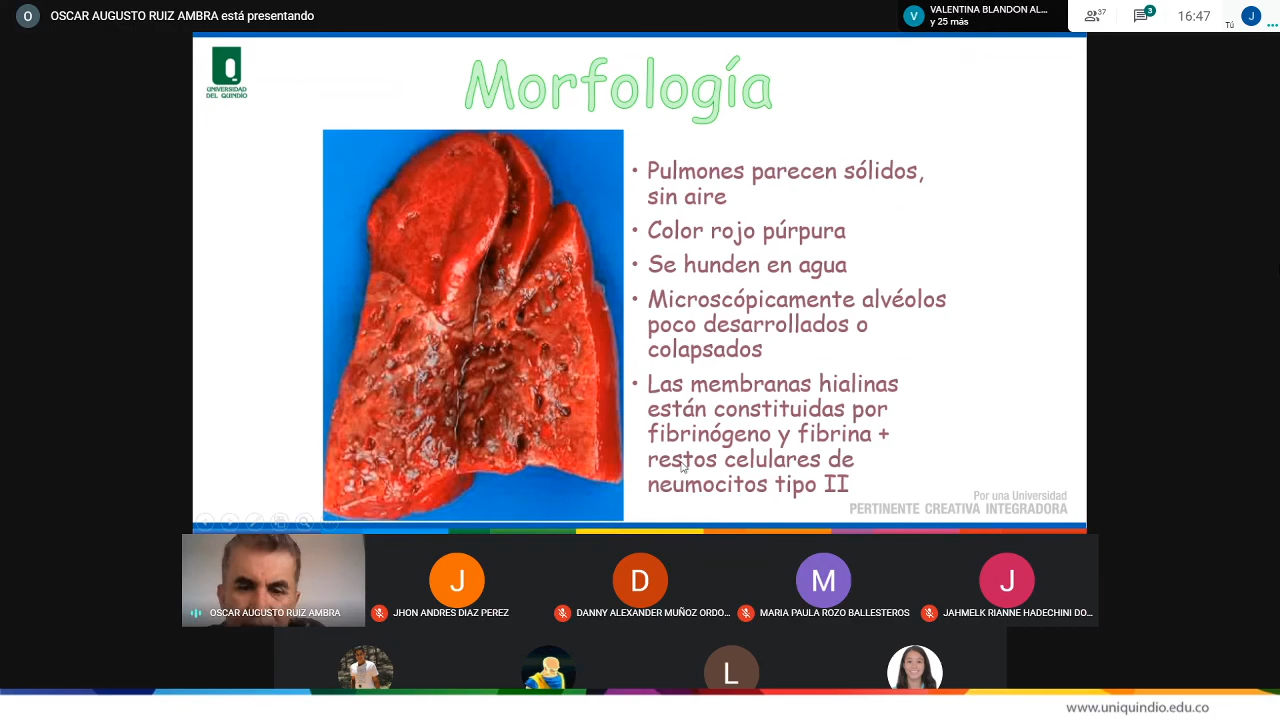 O OSCAR AUGUSTO RUIZ AMBRA está presentando
V VALENTINA BLANDON AL...
y 25 más
37
3
16:47
Tú
J
UNIVERSIDAD
DEL QUINDÍO
Morfología
• Pulmones parecen sólidos,
sin aire
• Color rojo púrpura
• Se hunden en agua
• Microscópicamente alvéolos
poco desarrollados o
colapsados
• Las membranas hialinas
están constituidas por
fibrinógeno y fibrina +
restos celulares de
neumocitos tipo II
Por una Universidad
PERTINENTE CREATIVA INTEGRADORA
J
D
M
J
OSCAR AUGUSTO RUIZ AMBRA
JHON ANDRES DIAZ PEREZ
DANNY ALEXANDER MUÑOZ ORDO...
MARIA PAULA ROZO BALLESTEROS
JAHMELK RIANNE HADECHINI DO...
L
www.uniquindio.edu.co